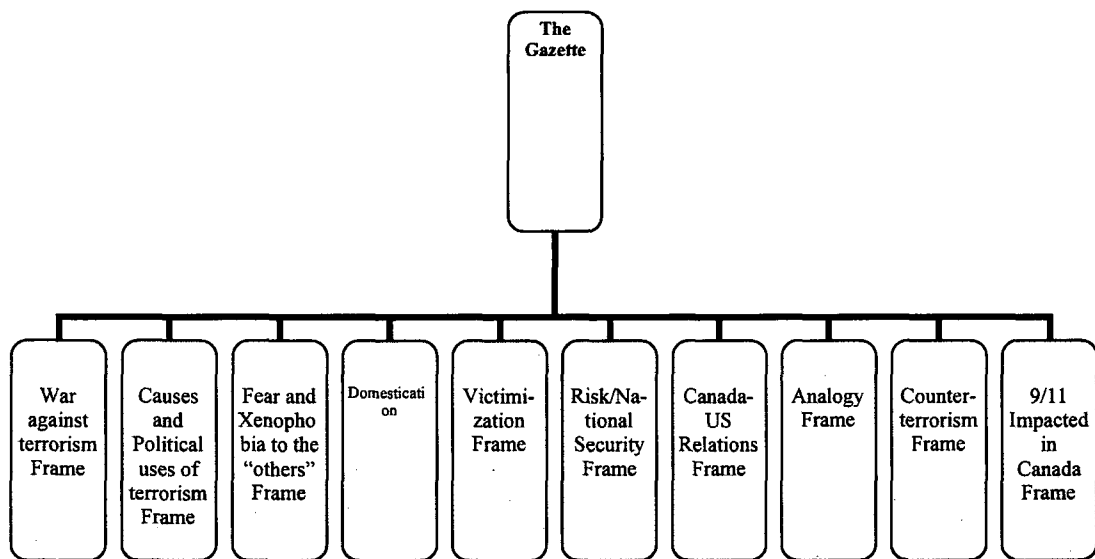 The
Gazette
War
against
terrorism
Frame
Causes
and
Political
uses of
terrorism
Frame
Fear and
Xenopho
bia to the
“others”
Frame
Domesticati
on
Victimi-
zation
Frame
Risk/Na-
tional
Security
Frame
Canada-
US
Relations
Frame
Analogy
Frame
Counter-
terrorism
Frame
9/11
Impacted
in
Canada
Frame